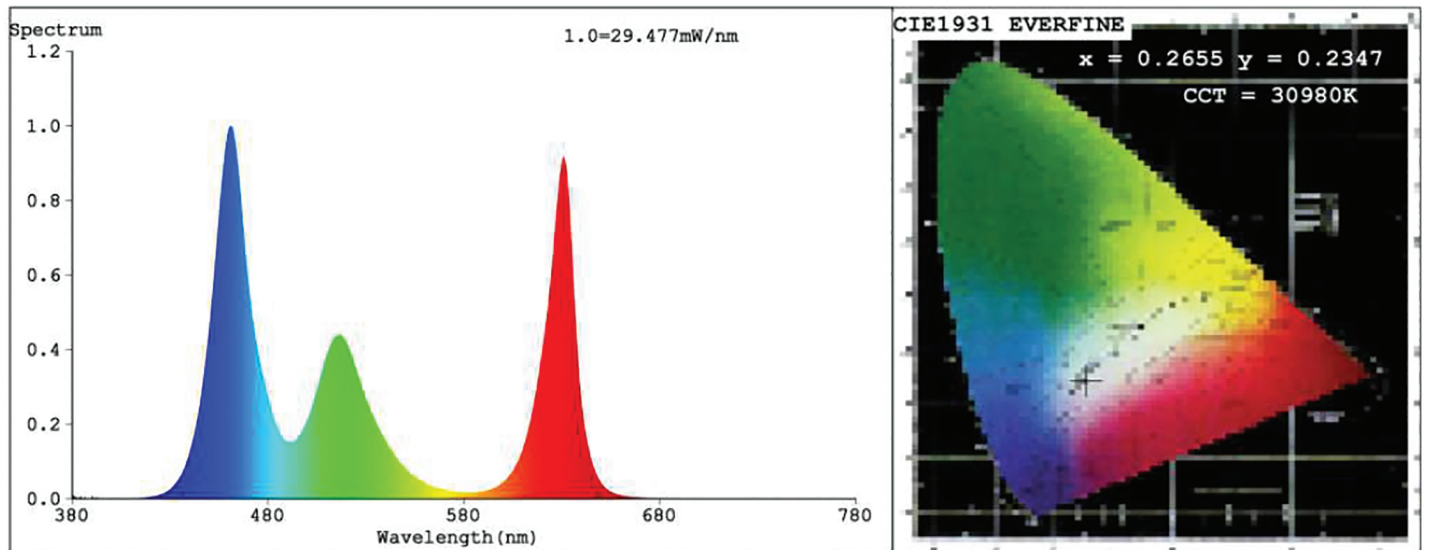 Spectrum
1.0=29.477mW/nm
1.2
1.0
0.8
0.6
0.4
0.2
0.0
380 480 580 680 780
Wavelength(nm)
CIE1931 EVERFINE
x = 0.2655 y = 0.2347
CCT = 30980K